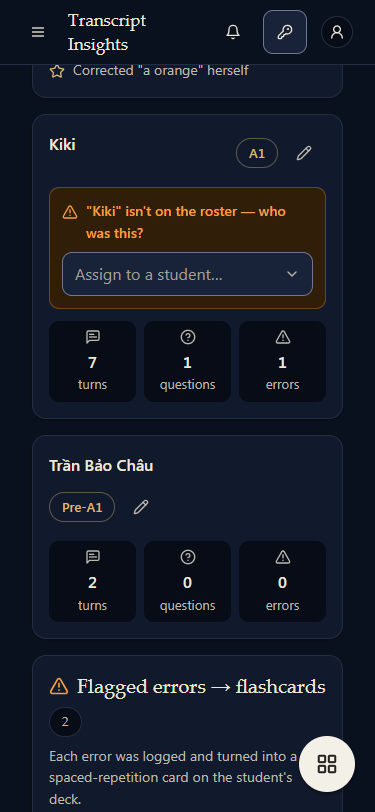 Transcript
Insights
Corrected "a orange" herself
Kiki
A1
"Kiki" isn't on the roster — who
was this?
Assign to a student...
7
turns
1
questions
1
errors
Trần Bảo Châu
Pre-A1
2
turns
0
questions
0
errors
Flagged errors → flashcards
2
Each error was logged and turned into a
spaced-repetition card on the student's
deck.